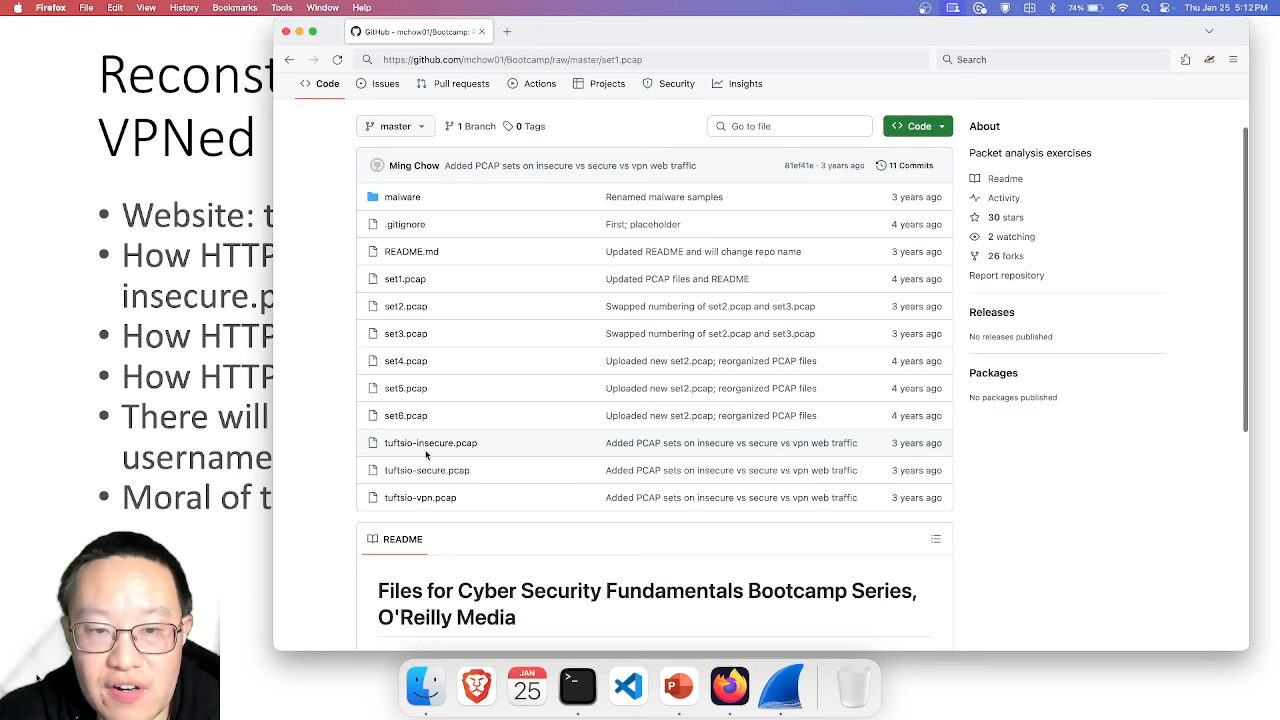 Firefox File Edit View History Bookmarks Tools Window Help 74% Thu Jan 25 5:12 PM
GitHub - mchow01/Bootcamp: F
https://github.com/mchow01/Bootcamp/raw/master/set1.pcap Search
Code Issues Pull requests Actions Projects Security Insights
master 1 Branch 0 Tags Go to file Code
Ming Chow Added PCAP sets on insecure vs secure vs vpn web traffic 81ef41e · 3 years ago 11 Commits
malware Renamed malware samples 3 years ago
.gitignore First; placeholder 4 years ago
README.md Updated README and will change repo name 3 years ago
set1.pcap Updated PCAP files and README 4 years ago
set2.pcap Swapped numbering of set2.pcap and set3.pcap 3 years ago
set3.pcap Swapped numbering of set2.pcap and set3.pcap 3 years ago
set4.pcap Uploaded new set2.pcap; reorganized PCAP files 4 years ago
set5.pcap Uploaded new set2.pcap; reorganized PCAP files 4 years ago
set6.pcap Uploaded new set2.pcap; reorganized PCAP files 4 years ago
tuftsio-insecure.pcap Added PCAP sets on insecure vs secure vs vpn web traffic 3 years ago
tuftsio-secure.pcap Added PCAP sets on insecure vs secure vs vpn web traffic 3 years ago
tuftsio-vpn.pcap Added PCAP sets on insecure vs secure vs vpn web traffic 3 years ago
README
Files for Cyber Security Fundamentals Bootcamp Series,
O'Reilly Media
About
Packet analysis exercises
Readme
Activity
30 stars
2 watching
26 forks
Report repository
Releases
No releases published
Packages
No packages published
Reconst
VPNed
• Website: t
• How HTTP
insecure.p
• How HTTP
• How HTTP
• There will
username
• Moral of t
JAN
25